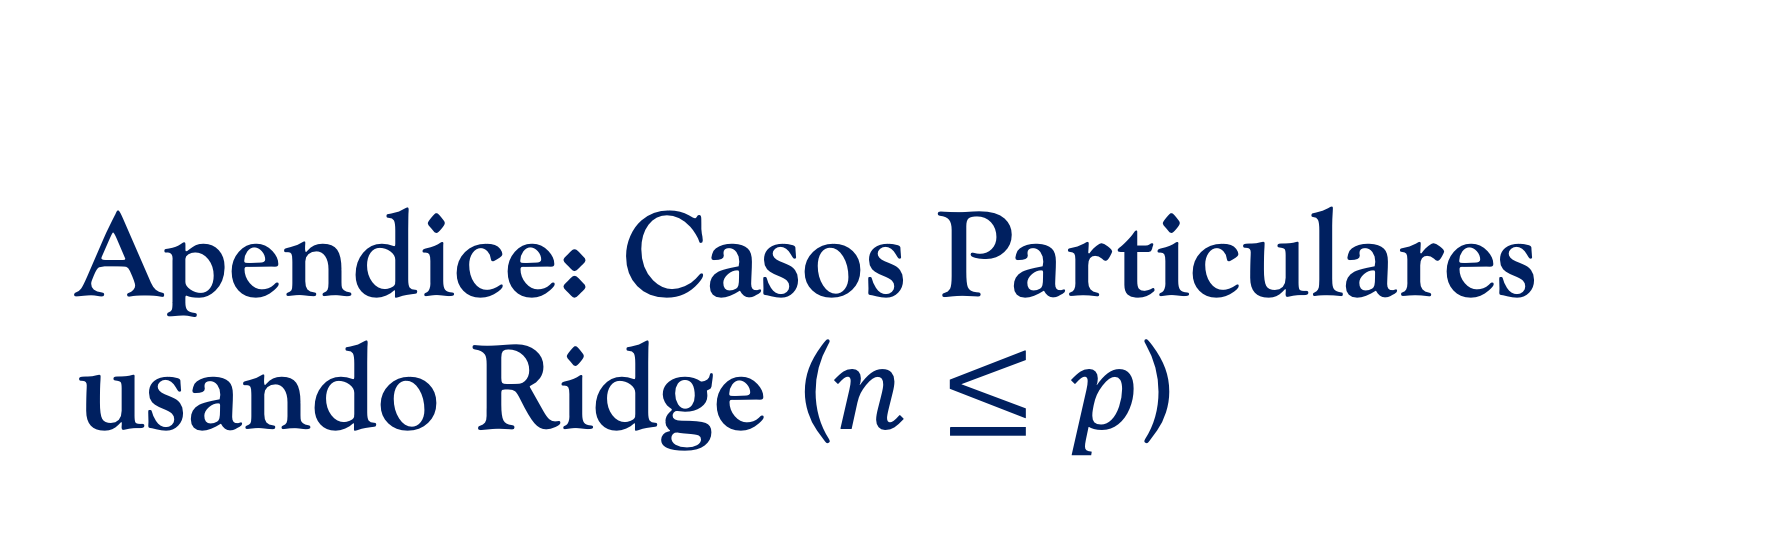 Apendice: Casos Particulares
usando Ridge (n ≤ p)